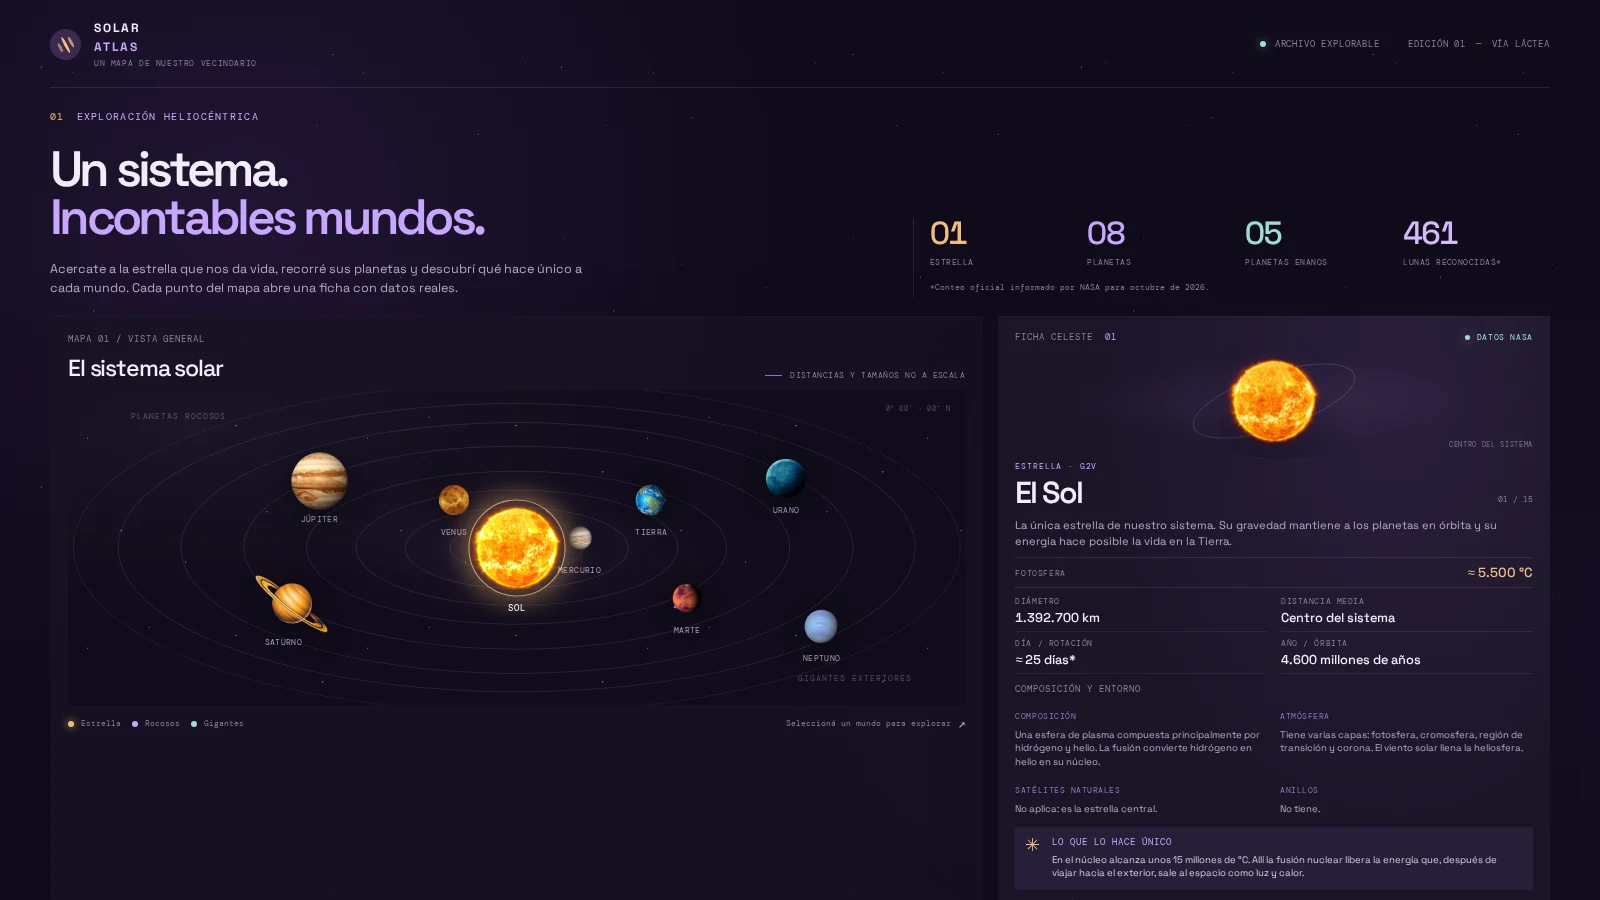 SOLAR
ATLAS
UN MAPA DE NUESTRO VECINDARIO
ARCHIVO EXPLORABLE
EDICIÓN 01 — VÍA LÁCTEA
01 EXPLORACIÓN HELIOCÉNTRICA
Un sistema.
Incontables mundos.
Acercate a la estrella que nos da vida, recorré sus planetas y descubrí qué hace único a
cada mundo. Cada punto del mapa abre una ficha con datos reales.
01
ESTRELLA
08
PLANETAS
05
PLANETAS ENANOS
461
LUNAS RECONOCIDAS*
*Conteo oficial informado por NASA para octubre de 2026.
MAPA 01 / VISTA GENERAL
El sistema solar
DISTANCIAS Y TAMAÑOS NO A ESCALA
PLANETAS ROCOSOS
JÚPITER
VENUS
TIERRA
URANO
MERCURIO
SOL
SATURNO
MARTE
NEPTUNO
GIGANTES EXTERIORES
Estrella
Rocosos
Gigantes
Seleccioná un mundo para explorar ↗
FICHA CELESTE 01
DATOS NASA
CENTRO DEL SISTEMA
ESTRELLA · G2V
El Sol
01 / 15
La única estrella de nuestro sistema. Su gravedad mantiene a los planetas en órbita y su
energía hace posible la vida en la Tierra.
FOTOSFERA
≈ 5.500 °C
DIÁMETRO
1.392.700 km
DISTANCIA MEDIA
Centro del sistema
DÍA / ROTACIÓN
≈ 25 días*
AÑO / ÓRBITA
4.600 millones de años
COMPOSICIÓN Y ENTORNO
COMPOSICIÓN
Una esfera de plasma compuesta principalmente por
hidrógeno y helio. La fusión convierte hidrógeno en
helio en su núcleo.
ATMÓSFERA
Tiene varias capas: fotosfera, cromosfera, región de
transición y corona. El viento solar llena la heliosfera.
SATÉLITES NATURALES
No aplica: es la estrella central.
ANILLOS
No tiene.
LO QUE LO HACE ÚNICO
En el núcleo alcanza unos 15 millones de °C. Allí la fusión nuclear libera la energía que, después de
viajar hacia el exterior, sale al espacio como luz y calor.